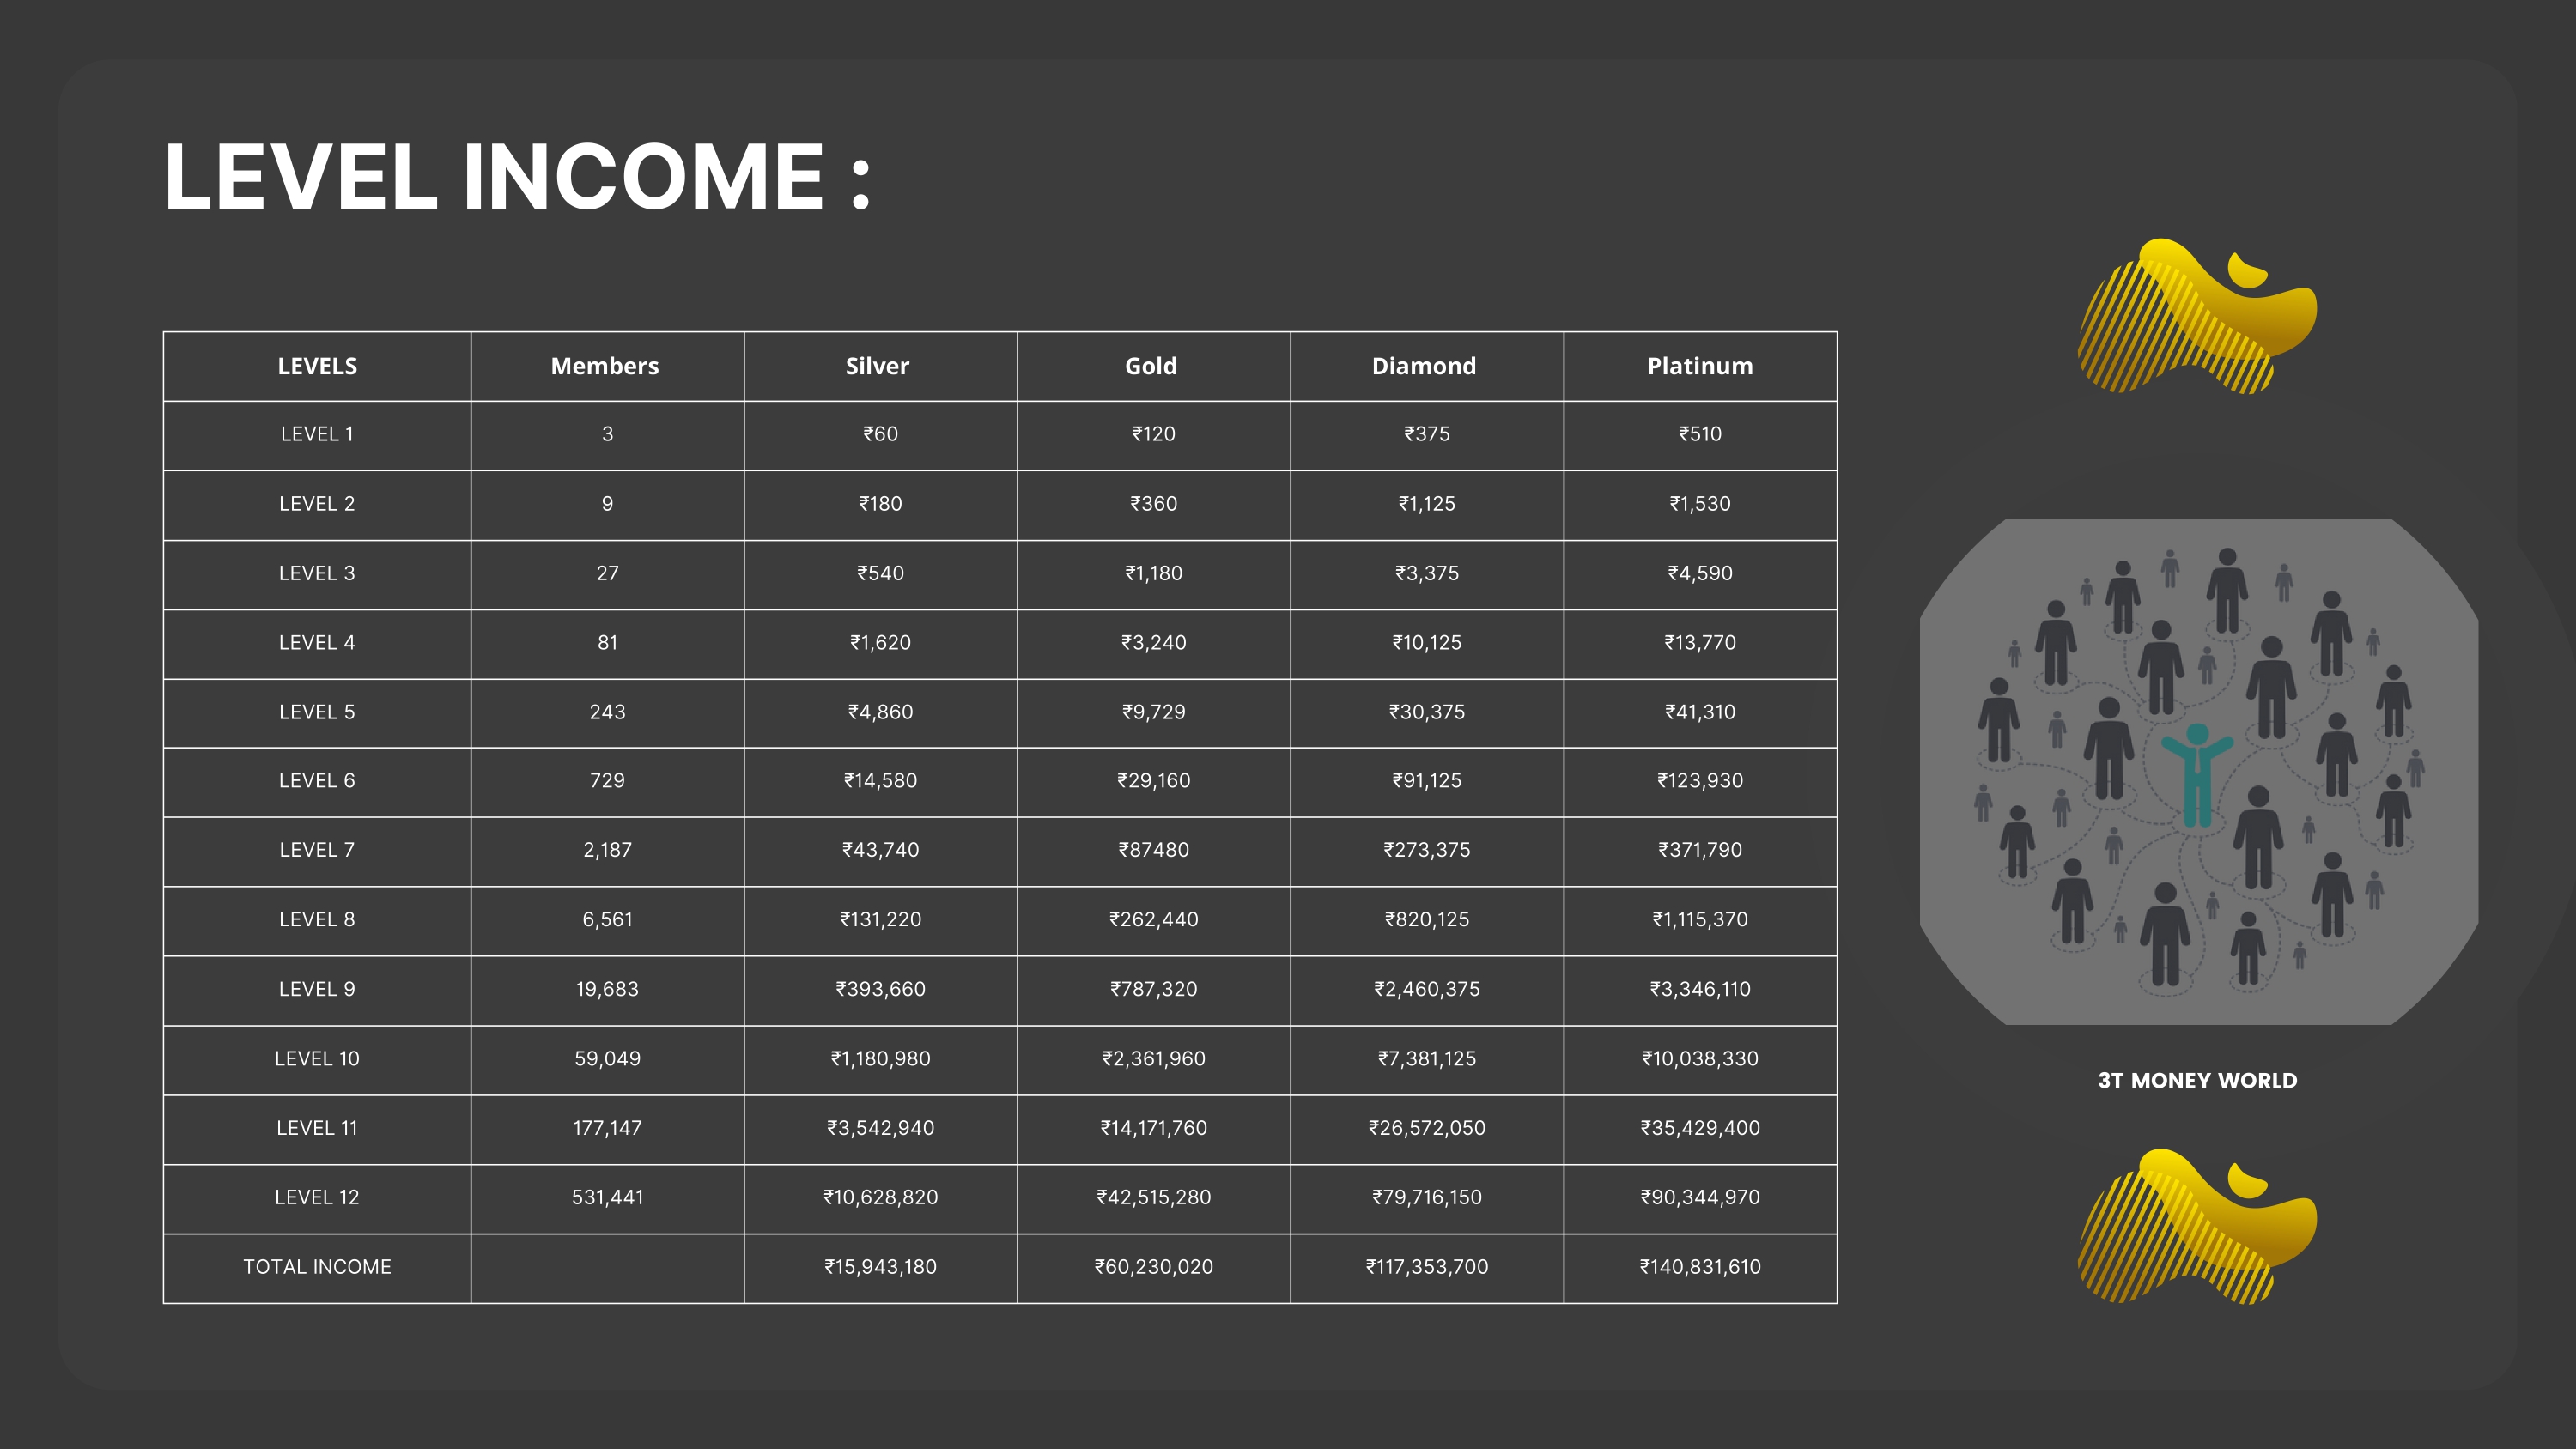 LEVEL INCOME :
LEVELS Members Silver Gold Diamond Platinum
LEVEL 1 3 ₹60 ₹120 ₹375 ₹510
LEVEL 2 9 ₹180 ₹360 ₹1,125 ₹1,530
LEVEL 3 27 ₹540 ₹1,180 ₹3,375 ₹4,590
LEVEL 4 81 ₹1,620 ₹3,240 ₹10,125 ₹13,770
LEVEL 5 243 ₹4,860 ₹9,729 ₹30,375 ₹41,310
LEVEL 6 729 ₹14,580 ₹29,160 ₹91,125 ₹123,930
LEVEL 7 2,187 ₹43,740 ₹87480 ₹273,375 ₹371,790
LEVEL 8 6,561 ₹131,220 ₹262,440 ₹820,125 ₹1,115,370
LEVEL 9 19,683 ₹393,660 ₹787,320 ₹2,460,375 ₹3,346,110
LEVEL 10 59,049 ₹1,180,980 ₹2,361,960 ₹7,381,125 ₹10,038,330
LEVEL 11 177,147 ₹3,542,940 ₹14,171,760 ₹26,572,050 ₹35,429,400
LEVEL 12 531,441 ₹10,628,820 ₹42,515,280 ₹79,716,150 ₹90,344,970
TOTAL INCOME ₹15,943,180 ₹60,230,020 ₹117,353,700 ₹140,831,610
3T MONEY WORLD